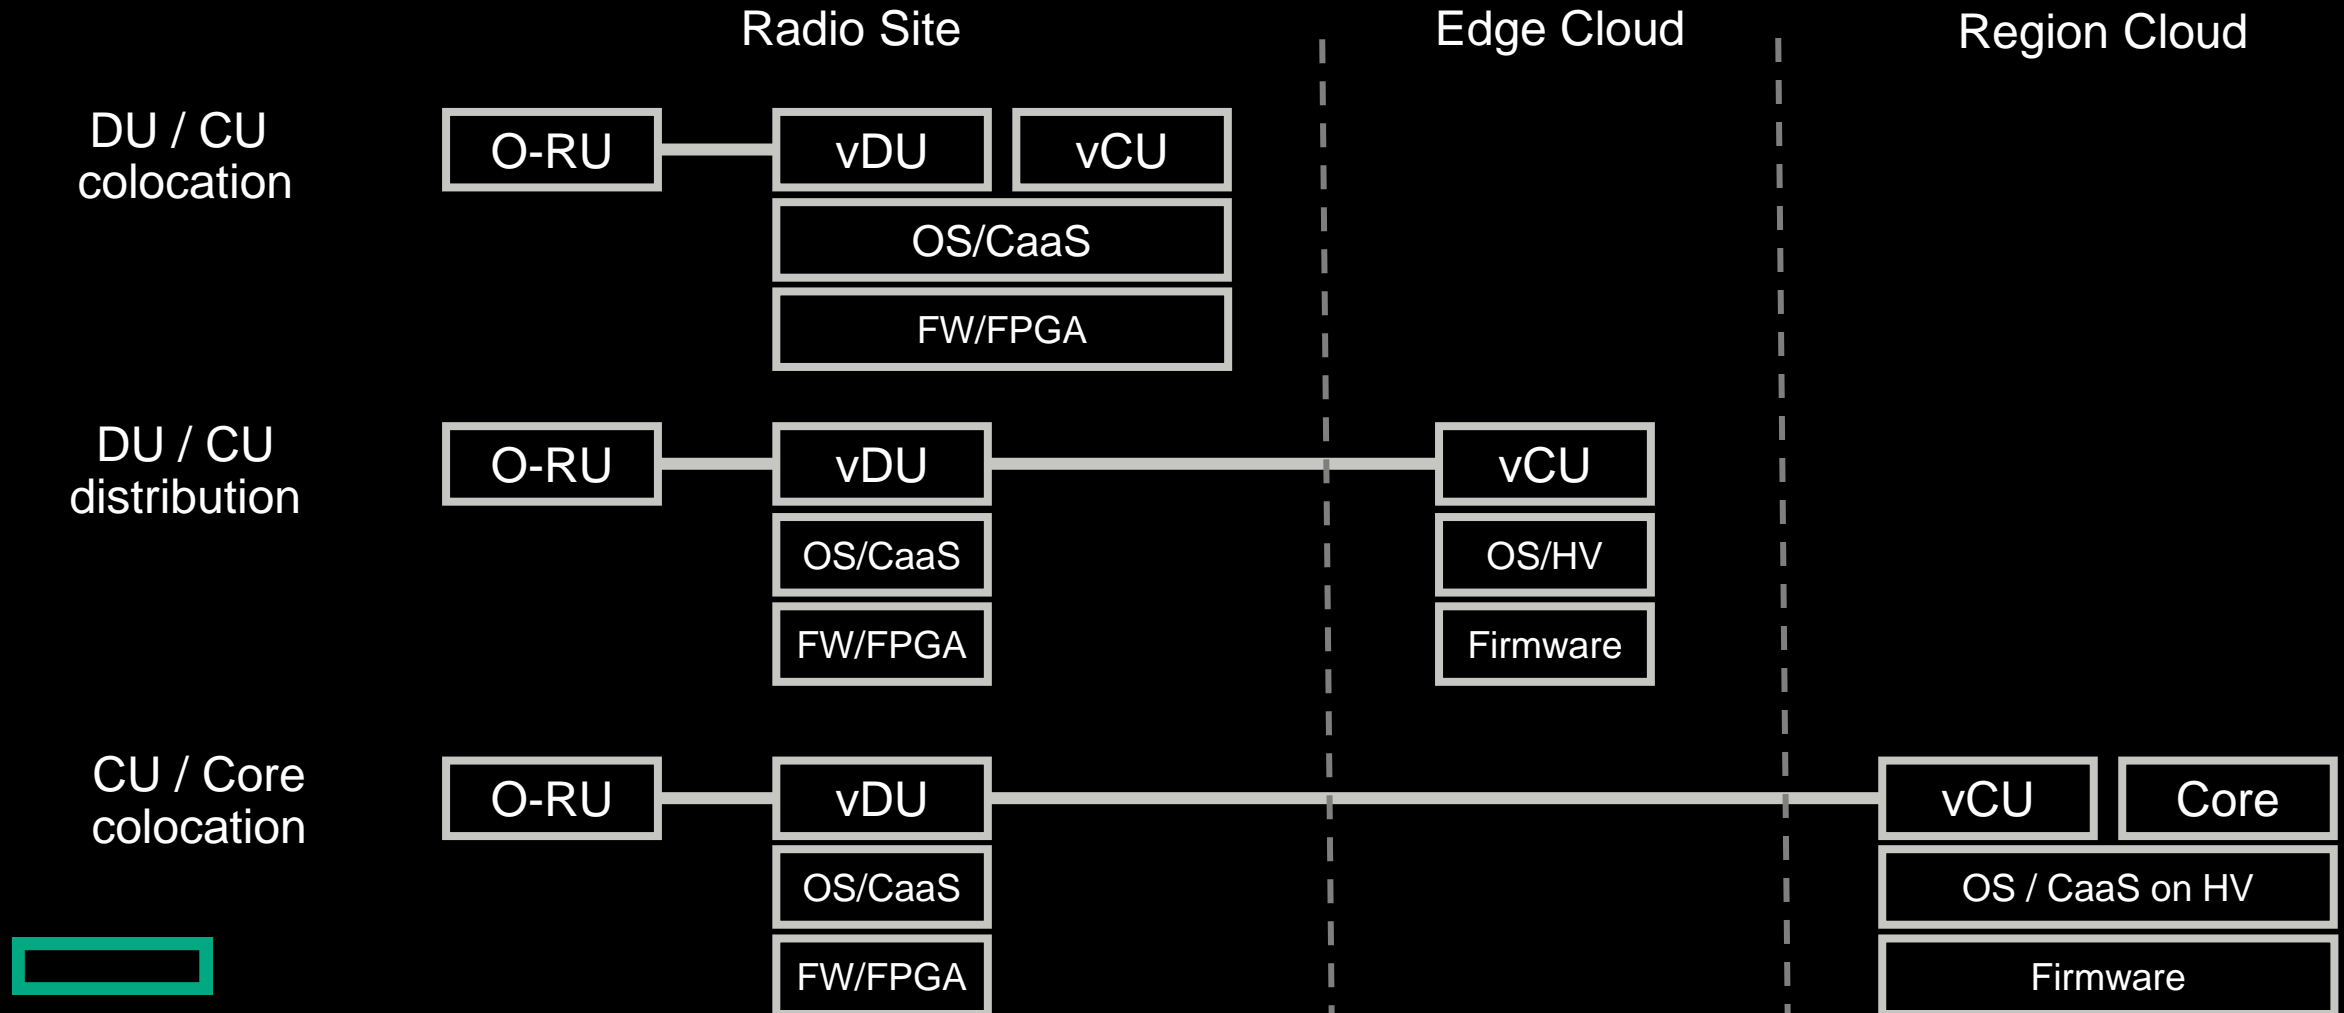 Radio Site
Edge Cloud
Region Cloud
DU / CU
colocation
O-RU
vDU
vCU
OS/CaaS
FW/FPGA
DU / CU
distribution
O-RU
vDU
vCU
OS/CaaS
OS/HV
FW/FPGA
Firmware
CU / Core
colocation
O-RU
vDU
vCU
Core
OS/CaaS
OS / CaaS on HV
FW/FPGA
Firmware